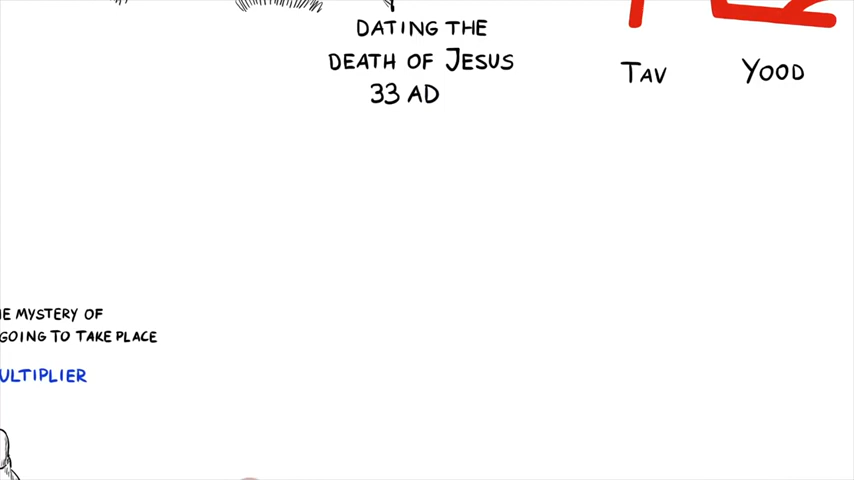 DATING THE
DEATH OF JESUS
33 AD
TAV YOOD
E MYSTERY OF
GOING TO TAKE PLACE
ULTIPLIER